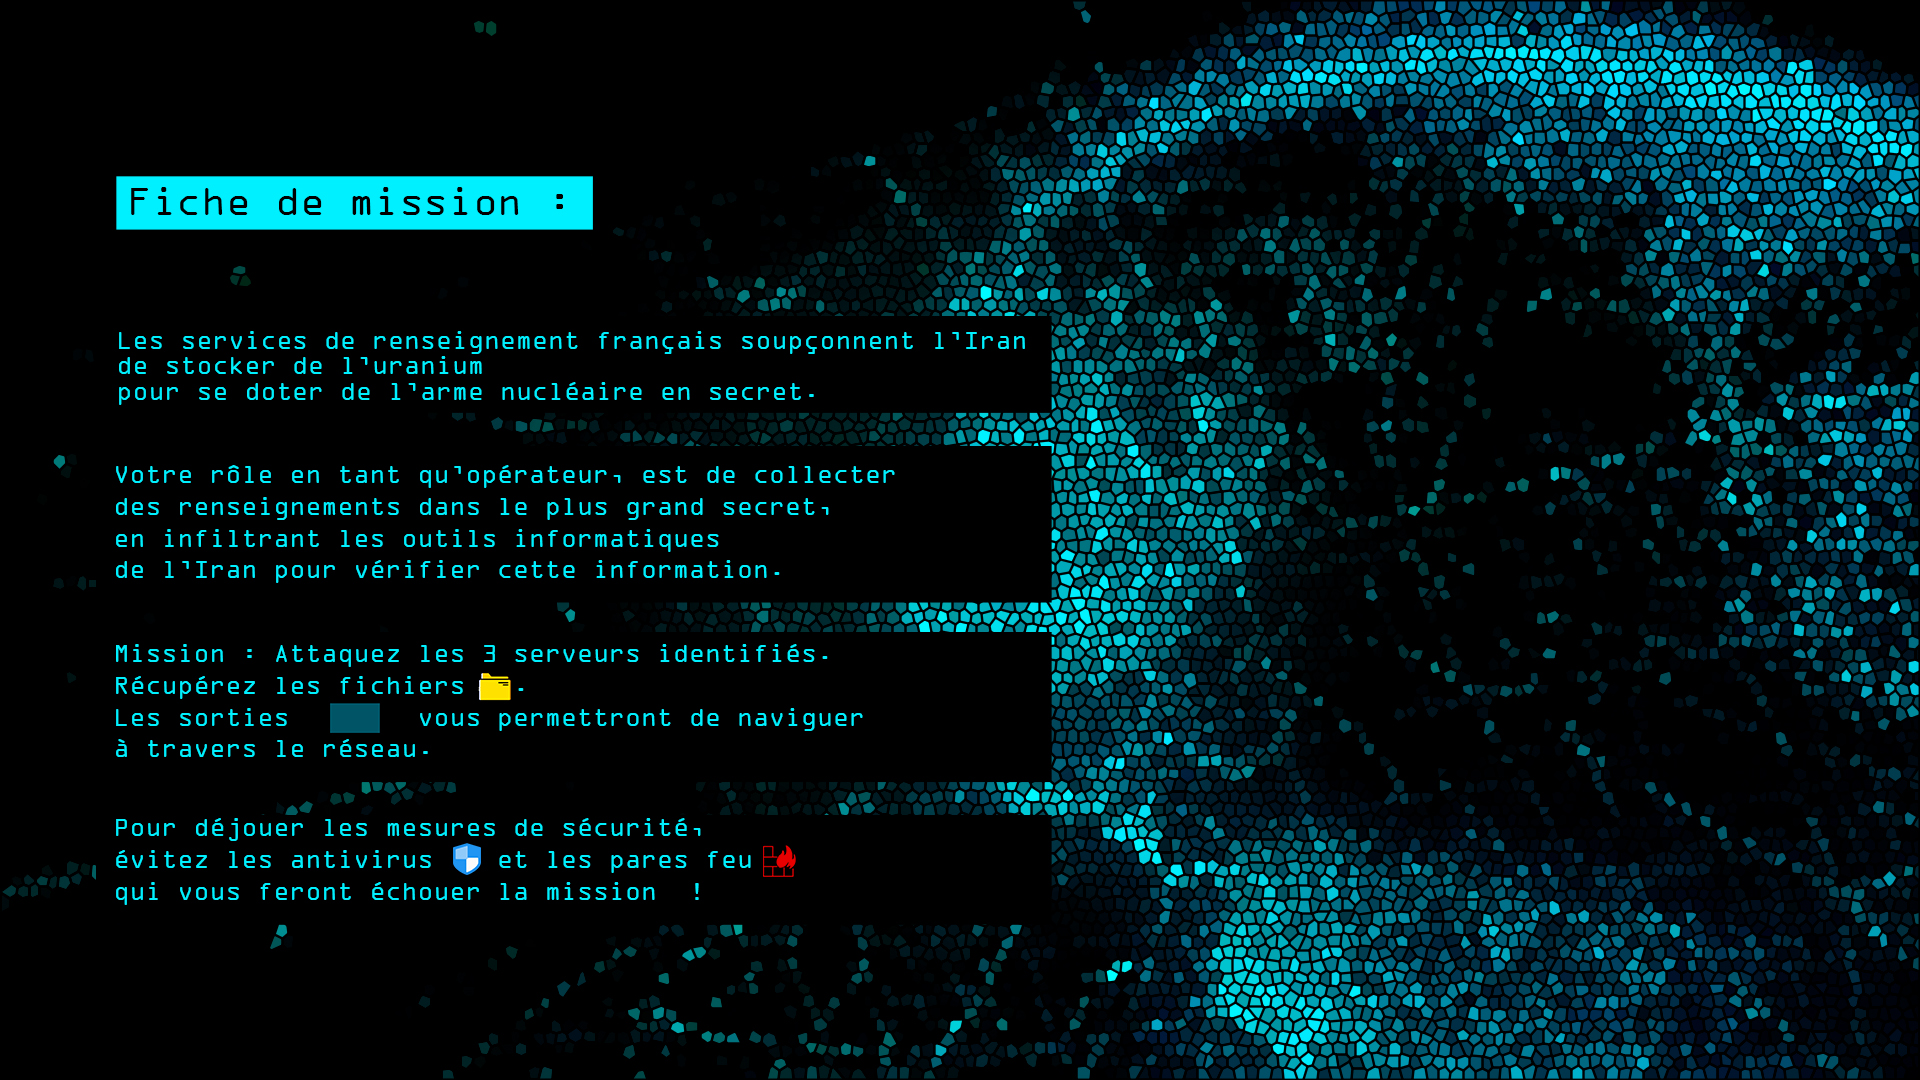 Fiche de mission :
Les services de renseignement français soupçonnent l'Iran
de stocker de l'uranium
pour se doter de l'arme nucléaire en secret.
Votre rôle en tant qu'opérateur, est de collecter
des renseignements dans le plus grand secret,
en infiltrant les outils informatiques
de l'Iran pour vérifier cette information.
Mission : Attaquez les 3 serveurs identifiés.
Récupérez les fichiers .
Les sorties vous permettront de naviguer
à travers le réseau.
Pour déjouer les mesures de sécurité,
évitez les antivirus et les pares feu
qui vous feront échouer la mission !